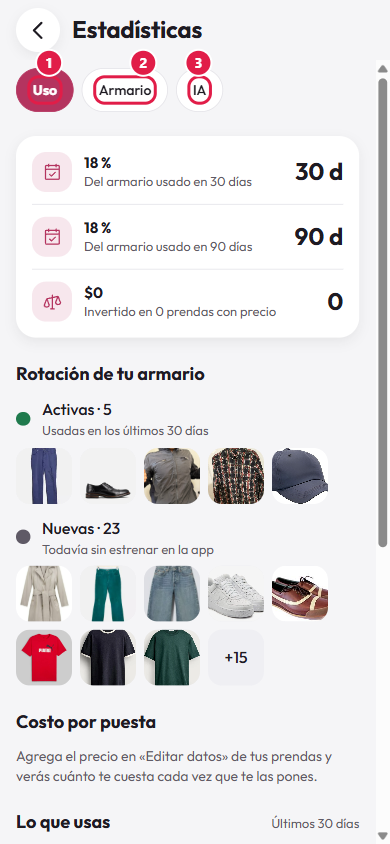 Estadísticas
1
2
3
Uso
Armario
IA
18 %
Del armario usado en 30 días
30 d
18 %
Del armario usado en 90 días
90 d
$0
Invertido en 0 prendas con precio
0
Rotación de tu armario
Activas · 5
Usadas en los últimos 30 días
Nuevas · 23
Todavía sin estrenar en la app
+15
Costo por puesta
Agrega el precio en «Editar datos» de tus prendas y
verás cuánto te cuesta cada vez que te las pones.
Lo que usas
Últimos 30 días